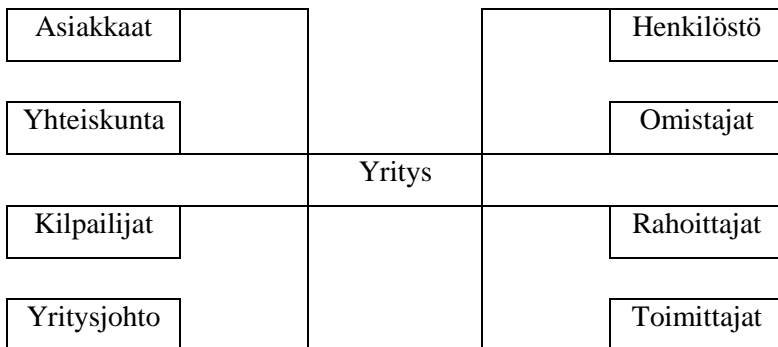 Asiakkaat
Henkilöstö
Yhteiskunta
Omistajat
Yritys
Kilpailijat
Rahoittajat
Yritysjohto
Toimittajat